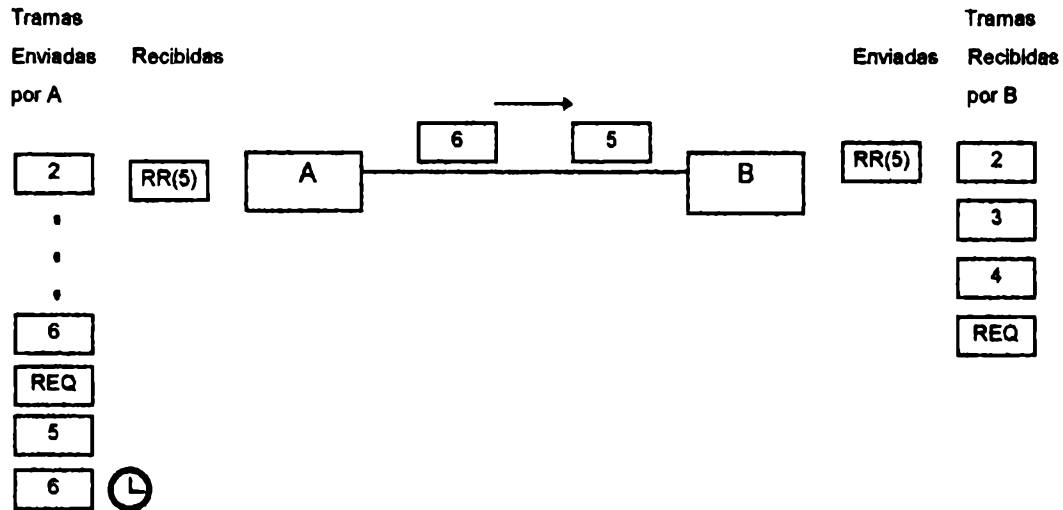 Tramas
Enviadas Recibidas
por A
2
RR(5)
6
REQ
5
6
A
6
5
B
Tramas
Enviadas Recibidas
por B
RR(5)
2
3
4
REQ